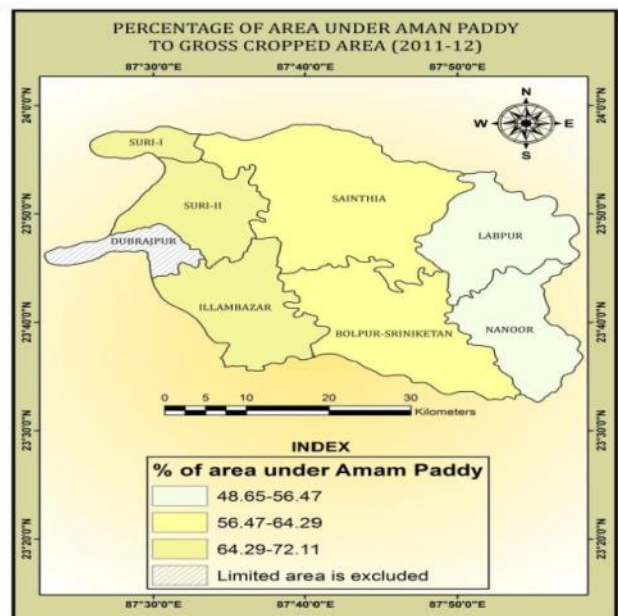 PERCENTAGE OF AREA UNDER AMAN PADDY
TO GROSS CROPPED AREA (2011-12)
87°30'0"E 87°40'0"E 87°50'0"E
24°0'0"N
24°0'0"N
N
W E
S
SURI-I
SAINTHIA
SURI-II
23°50'0"N
23°50'0"N
LABPUR
DUBRAJPUR
ILLAMBAZAR
BOLPUR-SRINIKETAN
NANOOR
23°40'0"N
23°40'0"N
0 5 10 20 30
Kilometers
23°30'0"N
23°30'0"N
INDEX
% of area under Amam Paddy
48.65-56.47
56.47-64.29
64.29-72.11
Limited area is excluded
23°20'0"N
23°20'0"N
87°30'0"E 87°40'0"E 87°50'0"E